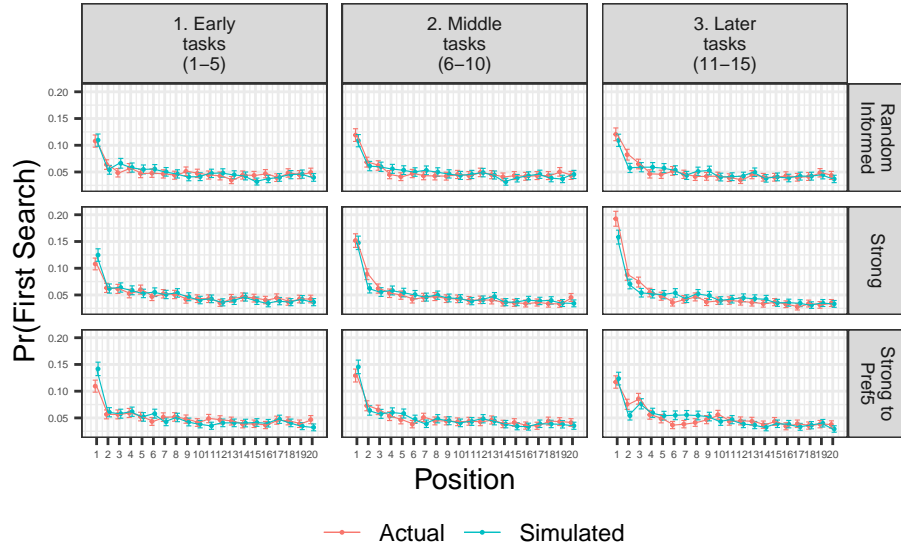 1. Early
tasks
(1–5)
2. Middle
tasks
(6–10)
3. Later
tasks
(11–15)
Pr(First Search)
0.20
0.15
0.10
0.05
Random
Informed
0.20
0.15
0.10
0.05
Strong
0.20
0.15
0.10
0.05
Strong to
Pref5
1 2 3 4 5 6 7 8 9 10 11 12 13 14 15 16 17 18 19 20
1 2 3 4 5 6 7 8 9 10 11 12 13 14 15 16 17 18 19 20
1 2 3 4 5 6 7 8 9 10 11 12 13 14 15 16 17 18 19 20
Position
Actual Simulated